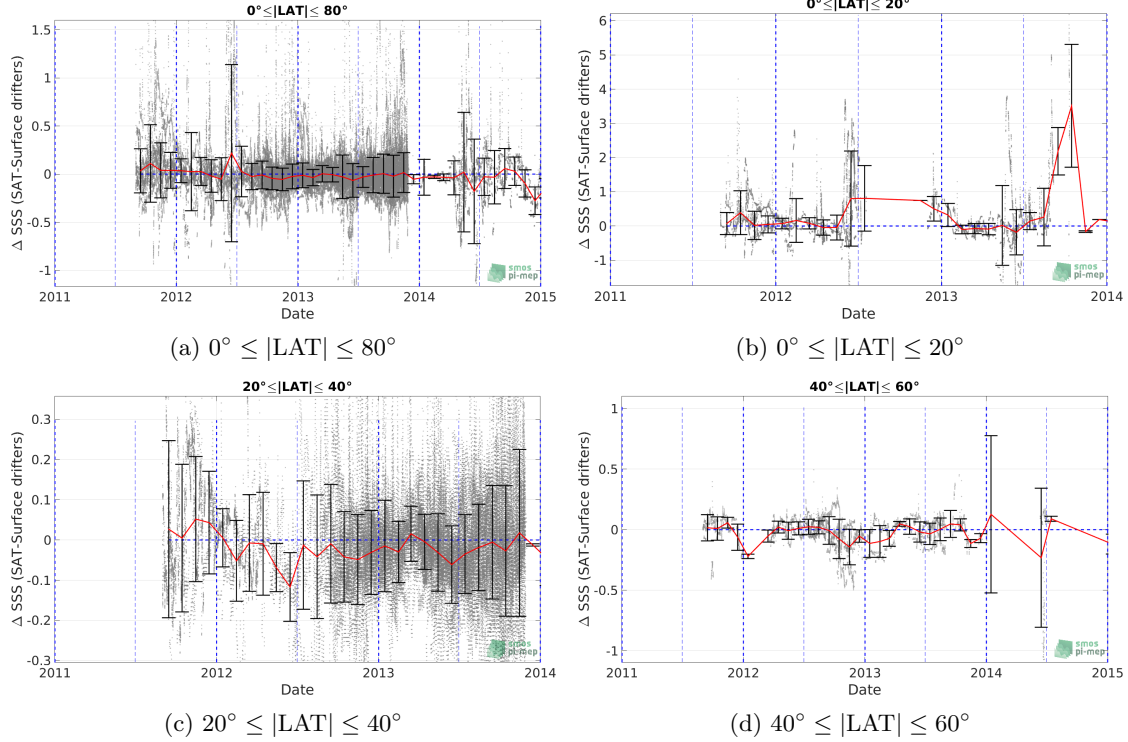 0°≤|LAT|≤ 80°
Δ SSS (SAT-Surface drifters)
1.5
1
0.5
0
-0.5
-1
2011 2012 2013 2014 2015
Date
smos
pi-mep
(a) 0° ≤ |LAT| ≤ 80°
0°≤|LAT|≤ 20°
Δ SSS (SAT-Surface drifters)
6
5
4
3
2
1
0
-1
2011 2012 2013 2014
Date
smos
pi-mep
(b) 0° ≤ |LAT| ≤ 20°
20°≤|LAT|≤ 40°
Δ SSS (SAT-Surface drifters)
0.3
0.2
0.1
0
-0.1
-0.2
-0.3
2011 2012 2013 2014
Date
smos
pi-mep
(c) 20° ≤ |LAT| ≤ 40°
40°≤|LAT|≤ 60°
Δ SSS (SAT-Surface drifters)
1
0.5
0
-0.5
-1
2011 2012 2013 2014 2015
Date
smos
pi-mep
(d) 40° ≤ |LAT| ≤ 60°